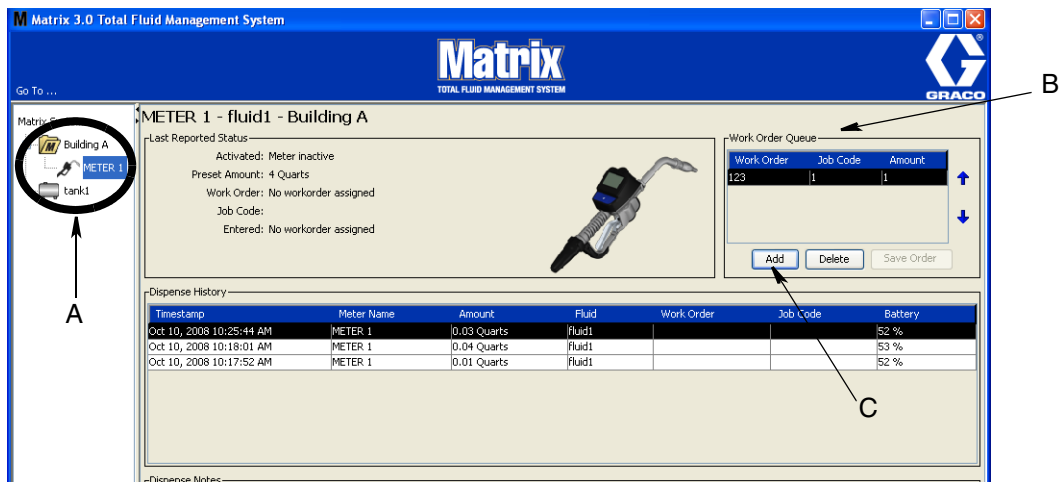 Matrix 3.0 Total Fluid Management System
Matrix
TOTAL FLUID MANAGEMENT SYSTEM
Go To ...
GRACO
B
METER 1 - fluid1 - Building A
Building A
METER 1
tank1
A
Last Reported Status
Activated: Meter inactive
Preset Amount: 4 Quarts
Work Order: No workorder assigned
Job Code:
Entered: No workorder assigned
Work Order Queue
Work Order Job Code Amount
123 1 1
Add Delete Save Order
Dispense History
Timestamp Meter Name Amount Fluid Work Order Job Code Battery
Oct 10, 2008 10:25:44 AM METER 1 0.03 Quarts fluid1 52 %
Oct 10, 2008 10:18:01 AM METER 1 0.04 Quarts fluid1 53 %
Oct 10, 2008 10:17:52 AM METER 1 0.01 Quarts fluid1 52 %
C
Dispense Notes